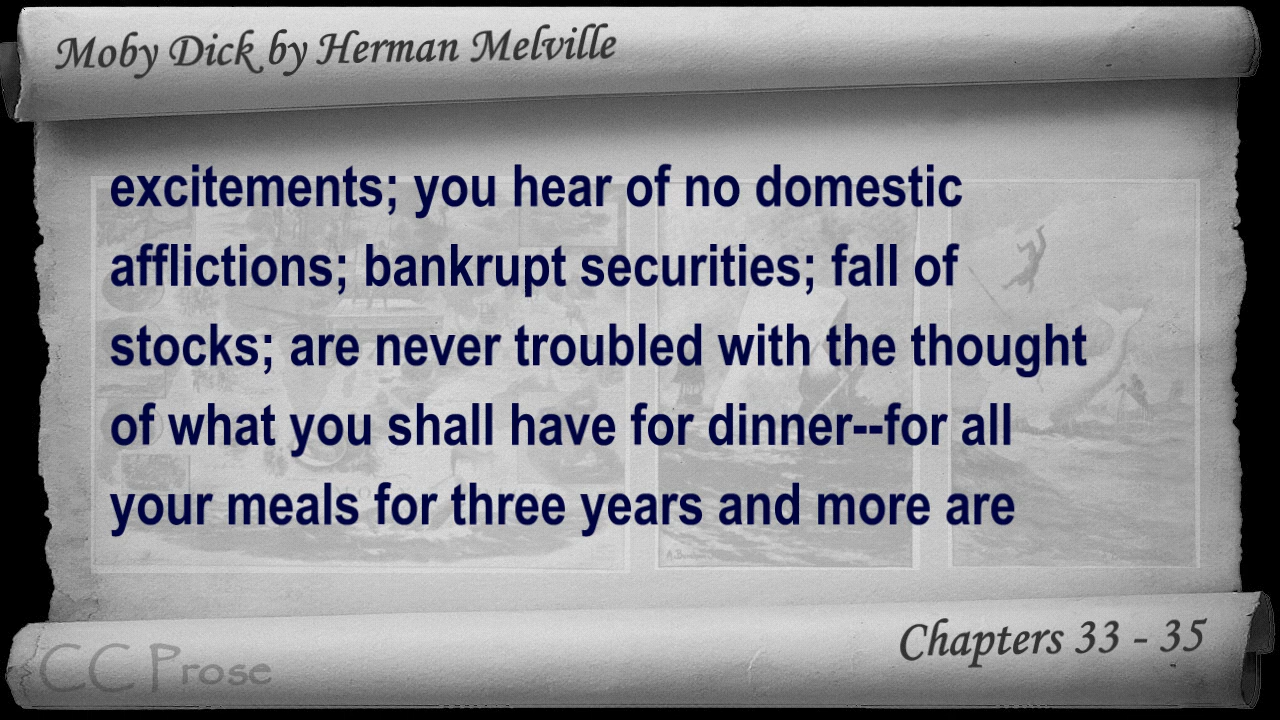 Moby Dick by Herman Melville
excitements; you hear of no domestic
afflictions; bankrupt securities; fall of
stocks; are never troubled with the thought
of what you shall have for dinner--for all
your meals for three years and more are
Chapters 33 - 35
CC Prose